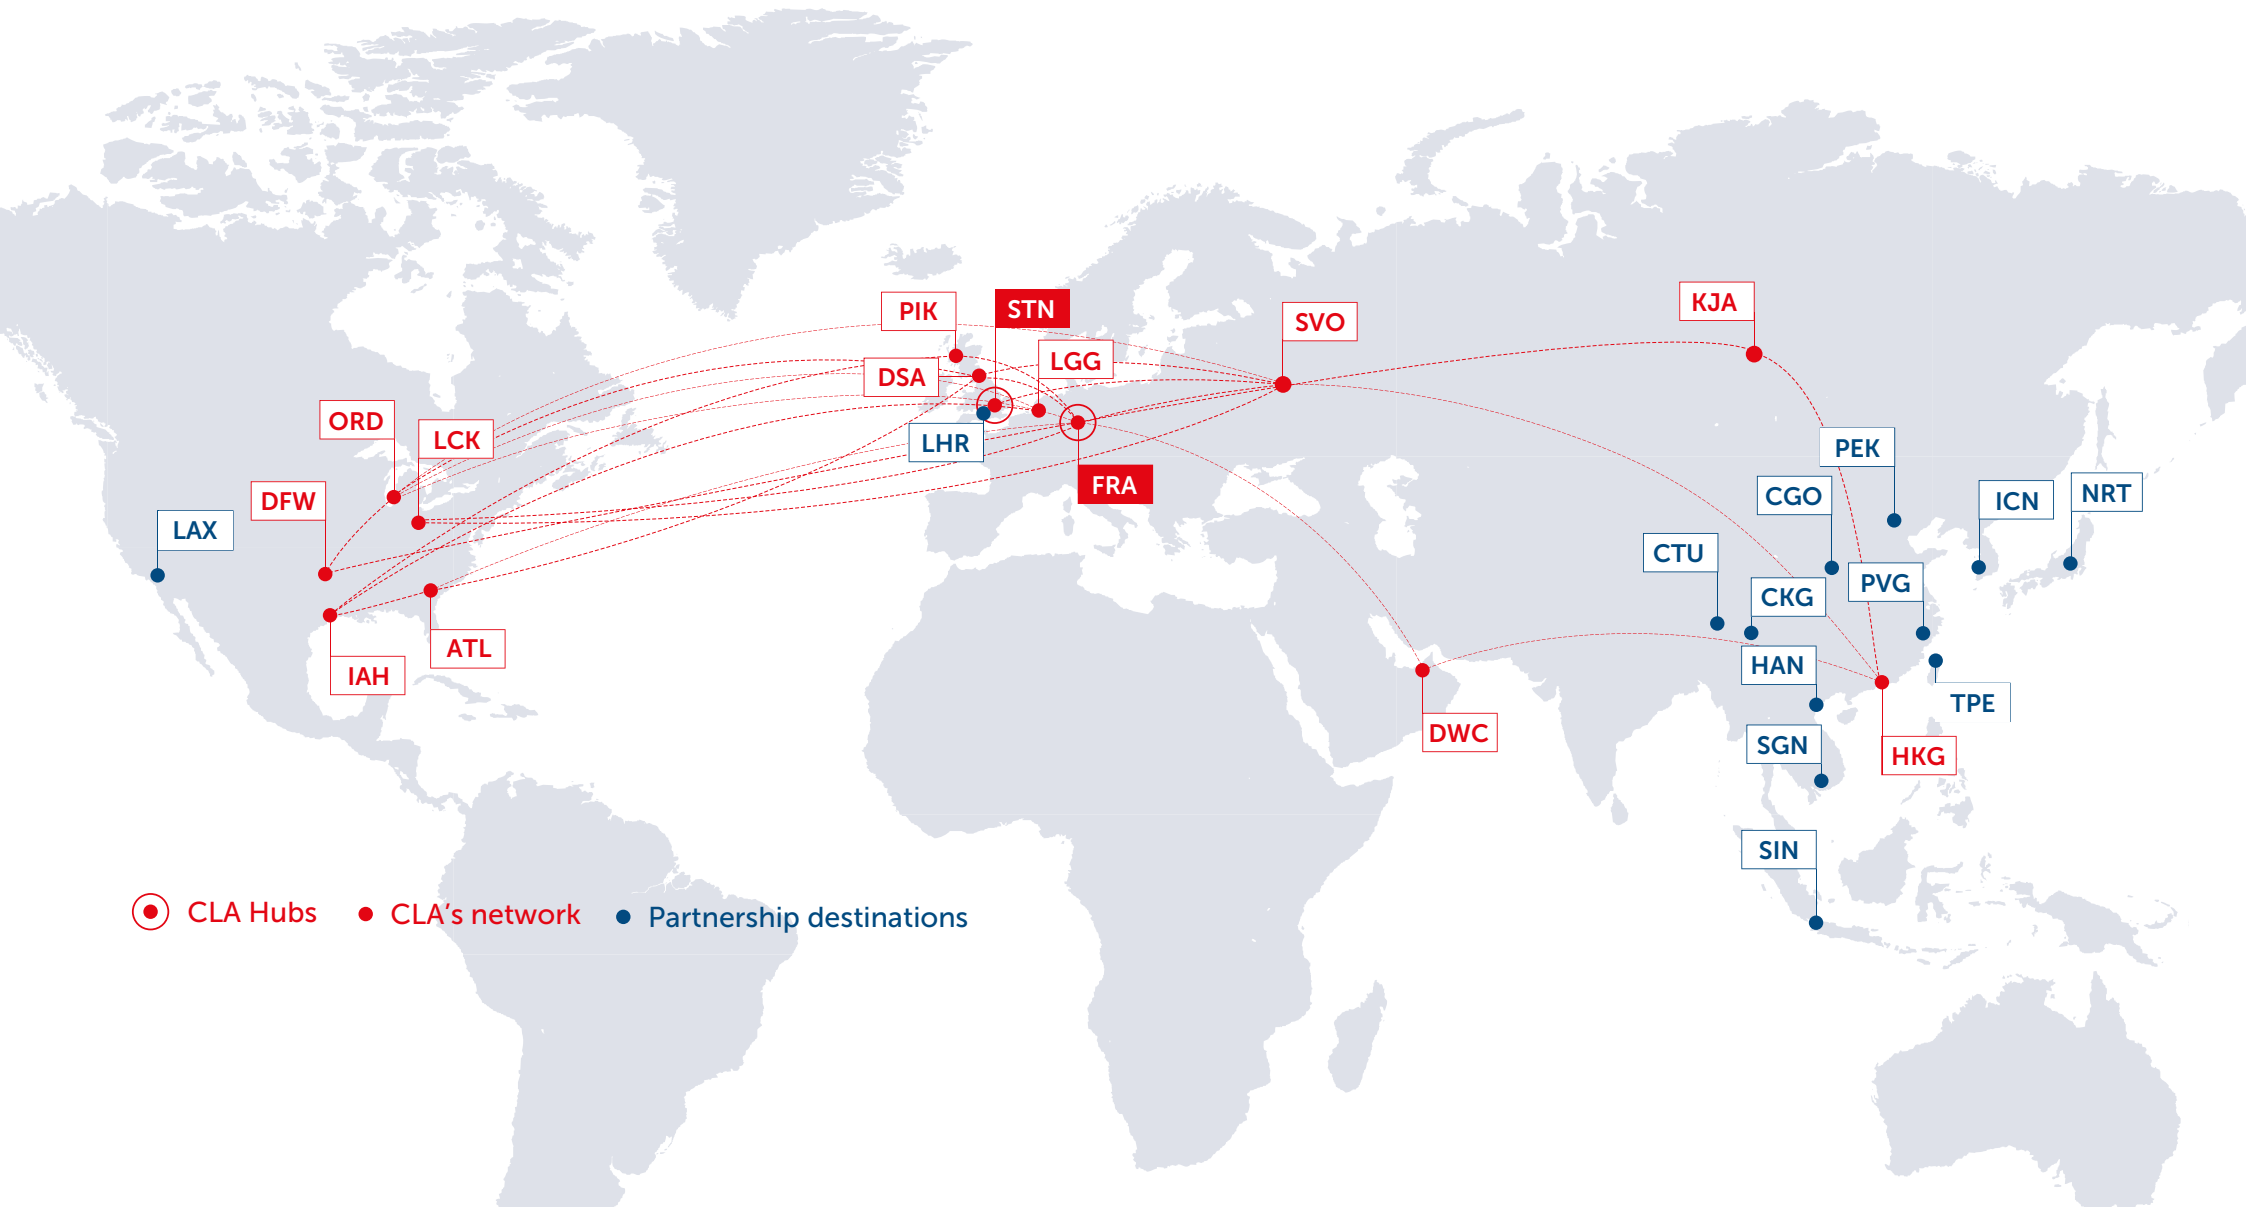 PIK
STN
SVO
KJA
DSA
LGG
ORD
LCK
LHR
PEK
DFW
FRA
CGO
ICN
NRT
LAX
CTU
CKG
PVG
ATL
IAH
HAN
TPE
DWC
SGN
HKG
SIN
CLA Hubs
CLA's network
Partnership destinations